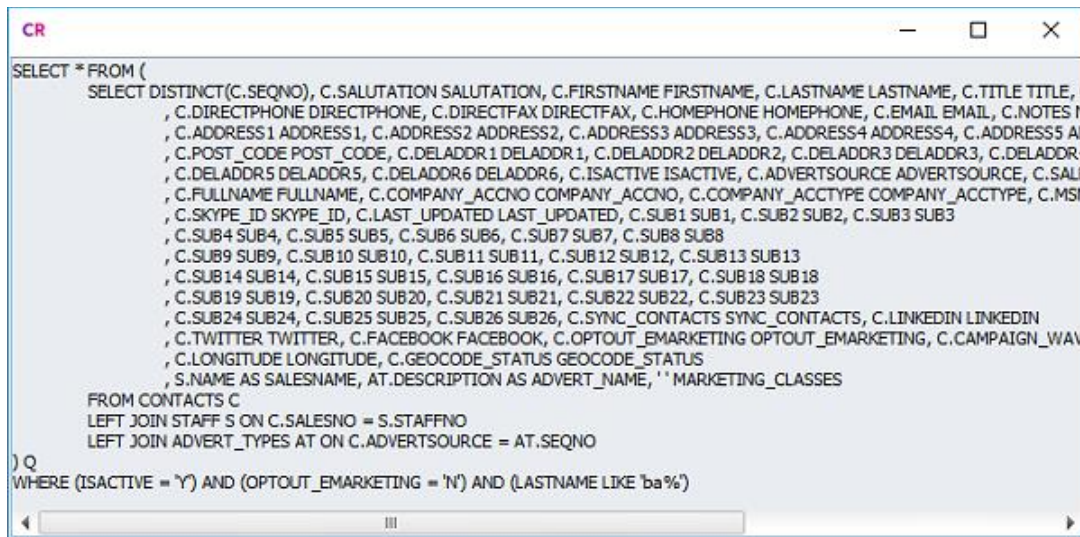 CR
SELECT * FROM (
SELECT DISTINCT(C.SEQNO), C.SALUTATION SALUTATION, C.FIRSTNAME FIRSTNAME, C.LASTNAME LASTNAME, C.TITLE TITLE,
, C.DIRECTPHONE DIRECTPHONE, C.DIRECTFAX DIRECTFAX, C.HOMEPHONE HOMEPHONE, C.EMAIL EMAIL, C.NOTES
, C.ADDRESS1 ADDRESS1, C.ADDRESS2 ADDRESS2, C.ADDRESS3 ADDRESS3, C.ADDRESS4 ADDRESS4, C.ADDRESS5
, C.POST_CODE POST_CODE, C.DELADDR1 DELADDR1, C.DELADDR2 DELADDR2, C.DELADDR3 DELADDR3, C.DELADDR
, C.DELADDR5 DELADDR5, C.DELADDR6 DELADDR6, C.ISACTIVE ISACTIVE, C.ADVERTSOURCE ADVERTSOURCE, C.SAL
, C.FULLNAME FULLNAME, C.COMPANY_ACCNO COMPANY_ACCNO, C.COMPANY_ACCTYPE COMPANY_ACCTYPE, C.MS
, C.SKYPE_ID SKYPE_ID, C.LAST_UPDATED LAST_UPDATED, C.SUB1 SUB1, C.SUB2 SUB2, C.SUB3 SUB3
, C.SUB4 SUB4, C.SUB5 SUB5, C.SUB6 SUB6, C.SUB7 SUB7, C.SUB8 SUB8
, C.SUB9 SUB9, C.SUB10 SUB10, C.SUB11 SUB11, C.SUB12 SUB12, C.SUB13 SUB13
, C.SUB14 SUB14, C.SUB15 SUB15, C.SUB16 SUB16, C.SUB17 SUB17, C.SUB18 SUB18
, C.SUB19 SUB19, C.SUB20 SUB20, C.SUB21 SUB21, C.SUB22 SUB22, C.SUB23 SUB23
, C.SUB24 SUB24, C.SUB25 SUB25, C.SUB26 SUB26, C.SYNC_CONTACTS SYNC_CONTACTS, C.LINKEDIN LINKEDIN
, C.TWITTER TWITTER, C.FACEBOOK FACEBOOK, C.OPTOUT_EMARKETING OPTOUT_EMARKETING, C.CAMPAIGN_WAV
, C.LONGITUDE LONGITUDE, C.GEOCODE_STATUS GEOCODE_STATUS
, S.NAME AS SALESNAME, AT.DESCRIPTION AS ADVERT_NAME, ' ' MARKETING_CLASSES
FROM CONTACTS C
LEFT JOIN STAFF S ON C.SALESNO = S.STAFFNO
LEFT JOIN ADVERT_TYPES AT ON C.ADVERTSOURCE = AT.SEQNO
) Q
WHERE (ISACTIVE = 'Y') AND (OPTOUT_EMARKETING = 'N') AND (LASTNAME LIKE 'ba%')